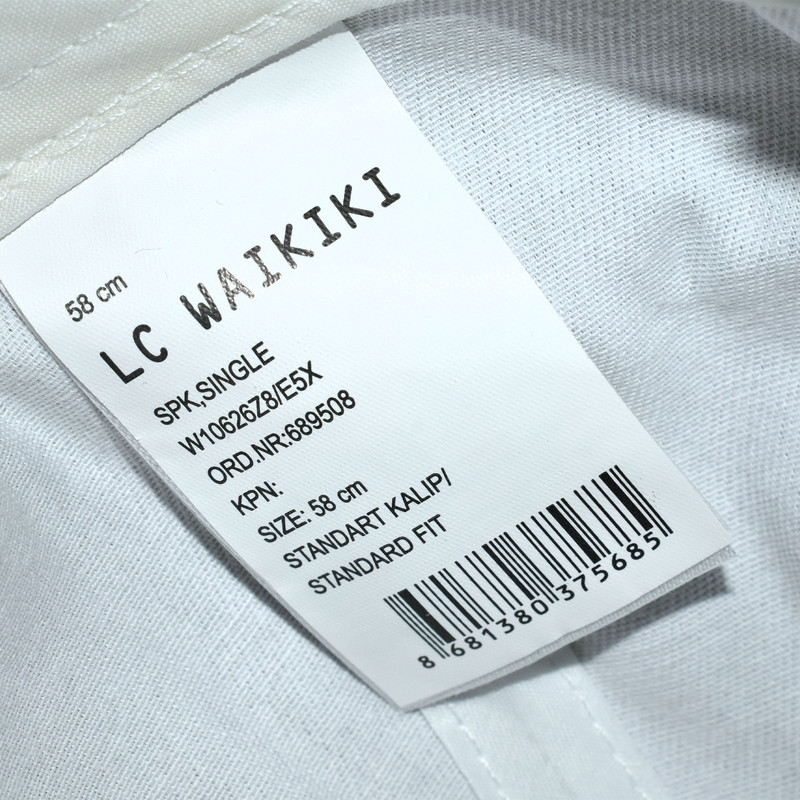 58 cm
LC WAIKIKI
SPK,SINGLE
W10626Z8/E5X
ORD.NR:689508
KPN:
SIZE: 58 cm
STANDART KALIP/
STANDARD FIT
8 681380 375685